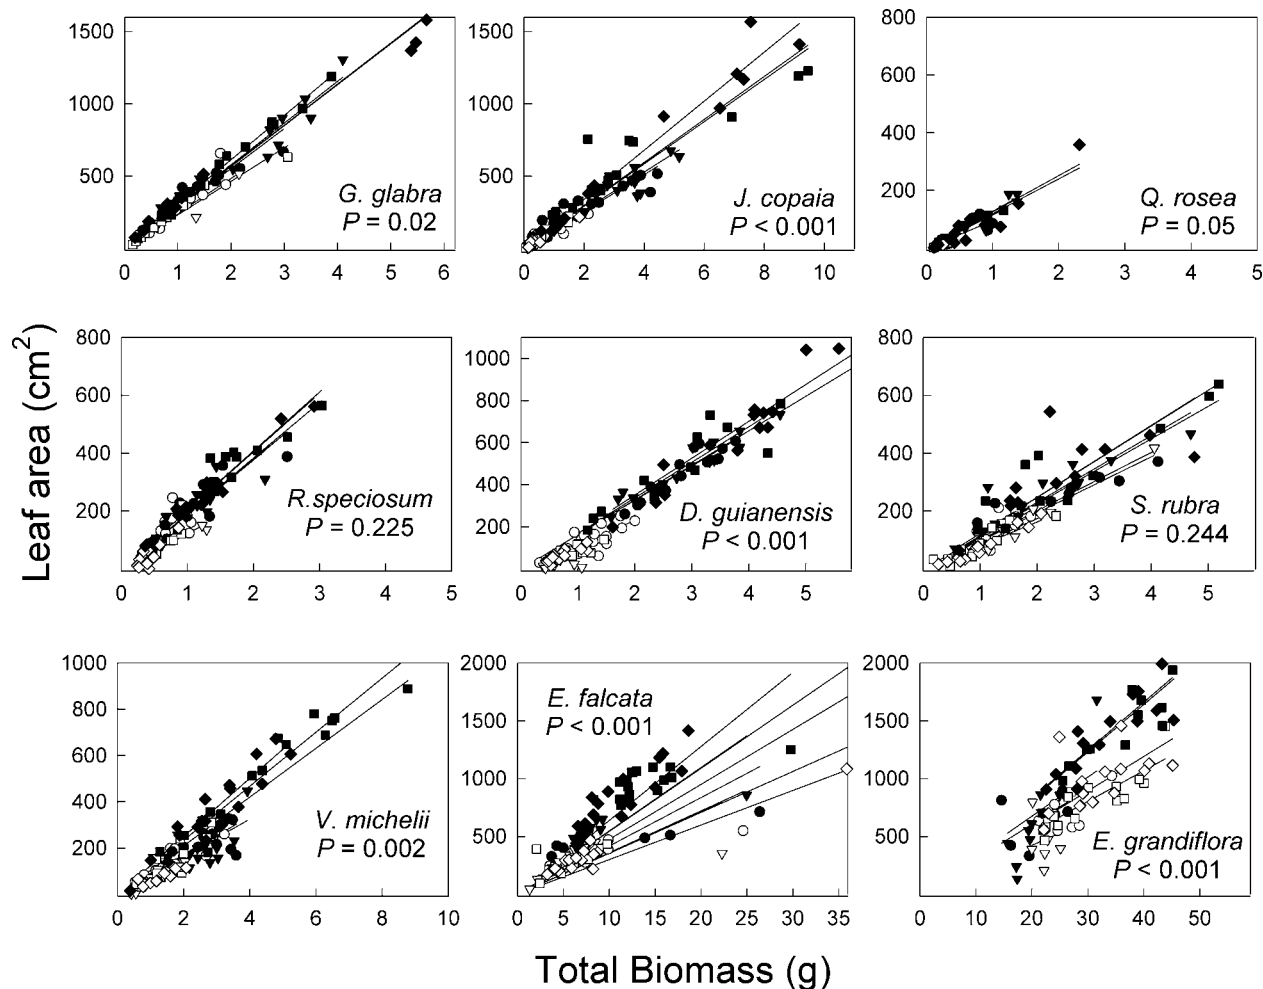 Leaf area (cm²)
1500
1000
500
0 1 2 3 4 5 6
G. glabra
P = 0.02
1500
1000
500
0 2 4 6 8 10
J. copaia
P < 0.001
800
600
400
200
0 1 2 3 4 5
Q. rosea
P = 0.05
800
600
400
200
0 1 2 3 4 5
R.speciosum
P = 0.225
1000
800
600
400
200
0 1 2 3 4 5
D. guianensis
P < 0.001
800
600
400
200
0 1 2 3 4 5
S. rubra
P = 0.244
1000
800
600
400
200
0 2 4 6 8 10
V. michelii
P = 0.002
2000
1500
1000
500
0 5 10 15 20 25 30 35
E. falcata
P < 0.001
2000
1500
1000
500
0 10 20 30 40 50
E. grandiflora
P < 0.001
Total Biomass (g)